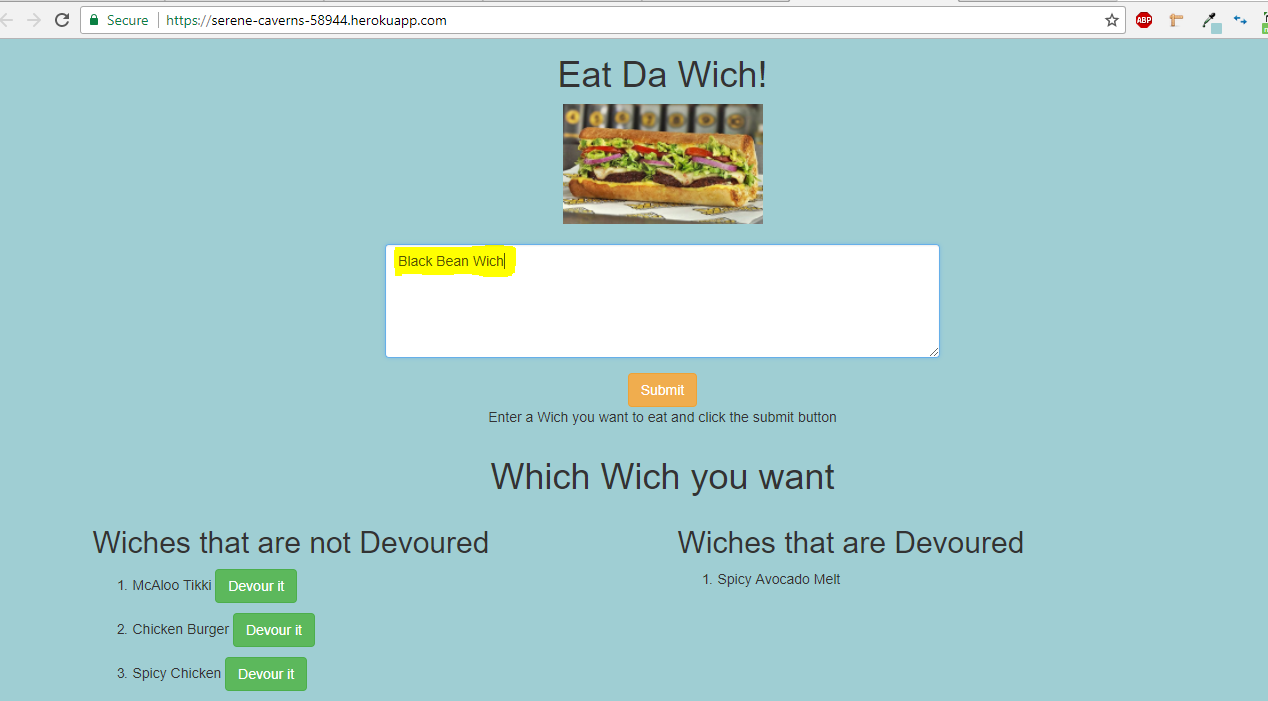 Secure https://serene-caverns-58944.herokuapp.com
ABP
Eat Da Wich!
Black Bean Wich
Submit
Enter a Wich you want to eat and click the submit button
Which Wich you want
Wiches that are not Devoured
1. McAloo Tikki Devour it
2. Chicken Burger Devour it
3. Spicy Chicken Devour it
Wiches that are Devoured
1. Spicy Avocado Melt